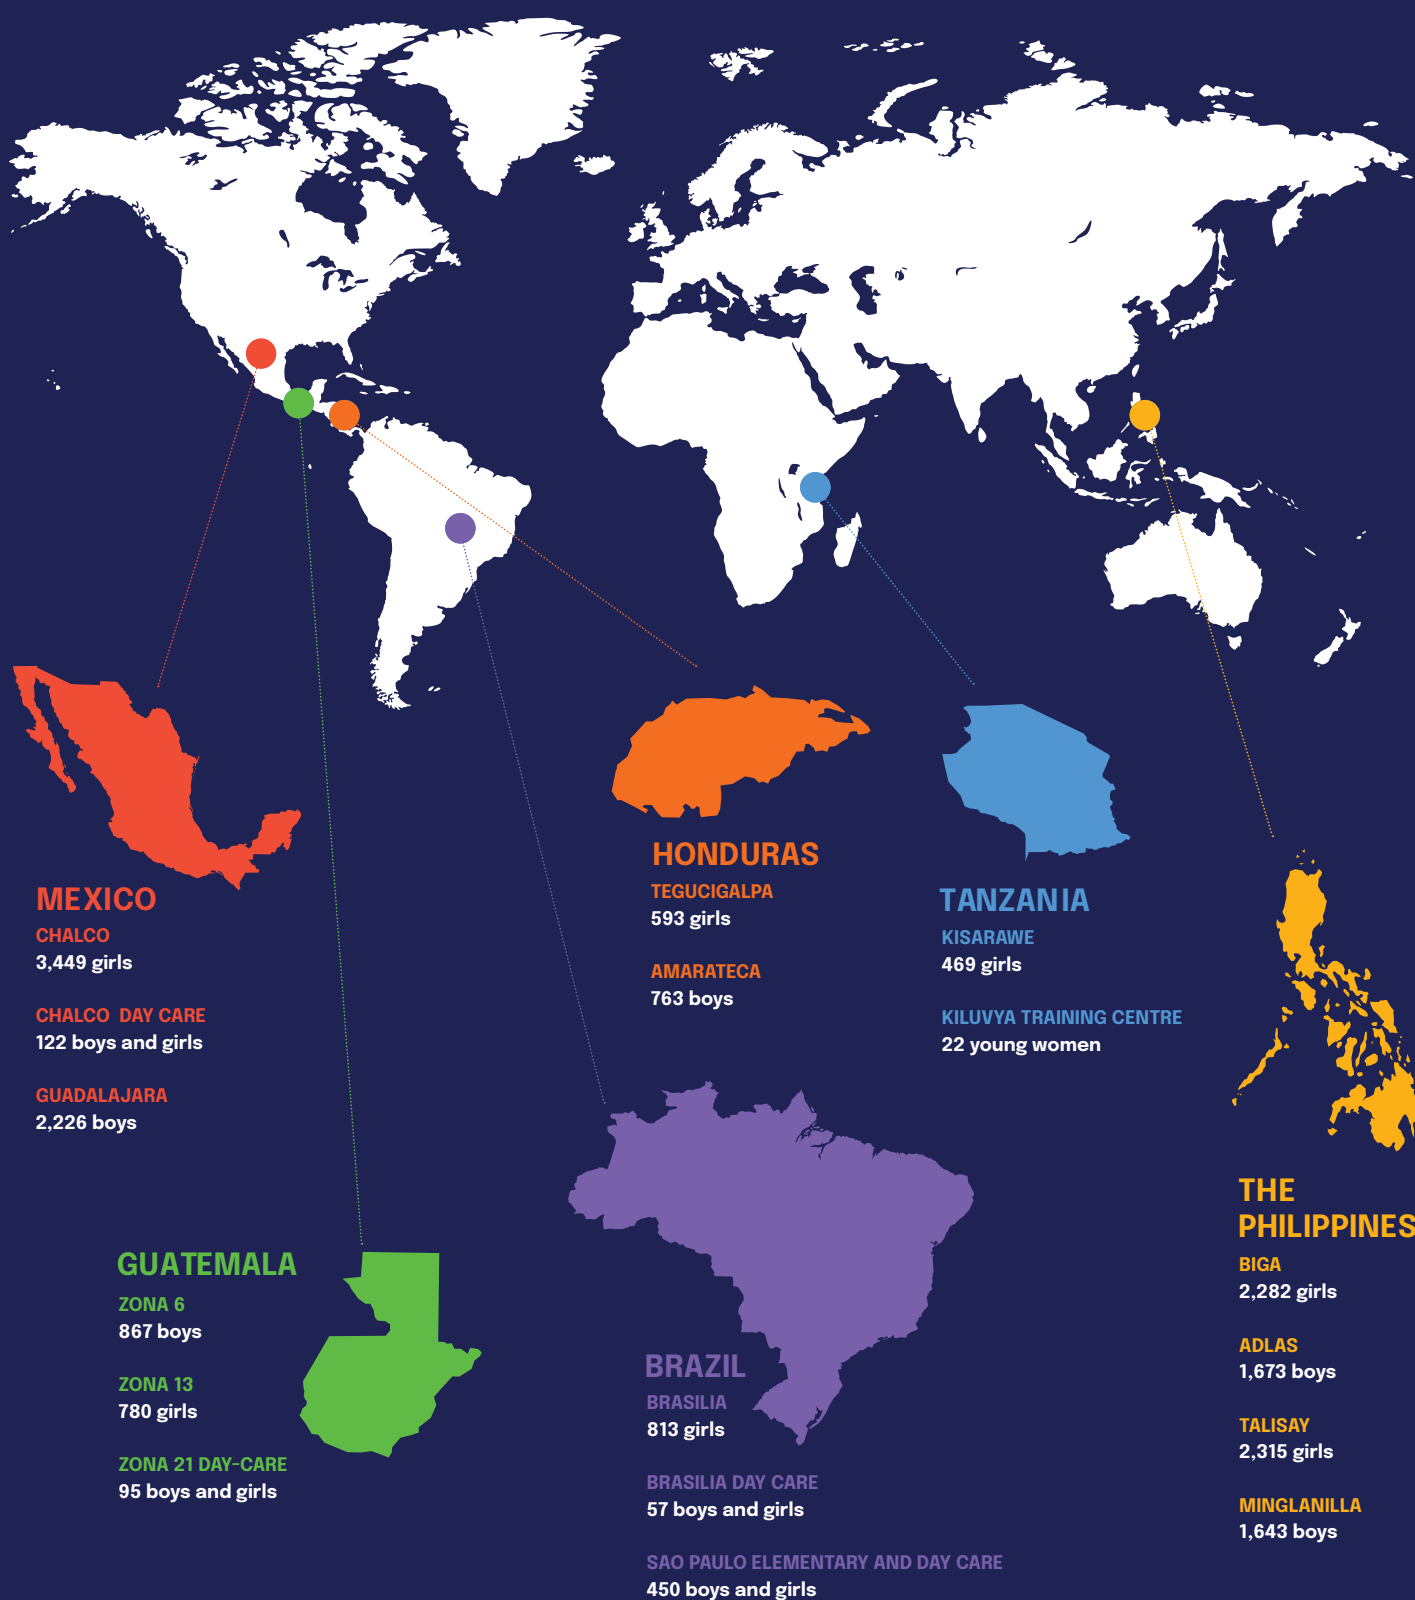 MEXICO
CHALCO
3,449 girls
CHALCO DAY CARE
122 boys and girls
GUADALAJARA
2,226 boys
GUATEMALA
ZONA 6
867 boys
ZONA 13
780 girls
ZONA 21 DAY-CARE
95 boys and girls
HONDURAS
TEGUCIGALPA
593 girls
AMARATECA
763 boys
BRAZIL
BRASILIA
813 girls
BRASILIA DAY CARE
57 boys and girls
SAO PAULO ELEMENTARY AND DAY CARE
450 boys and girls
TANZANIA
KISARAWE
469 girls
KILUVYA TRAINING CENTRE
22 young women
THE
PHILIPPINES
BIGA
2,282 girls
ADLAS
1,673 boys
TALISAY
2,315 girls
MINGLANILLA
1,643 boys